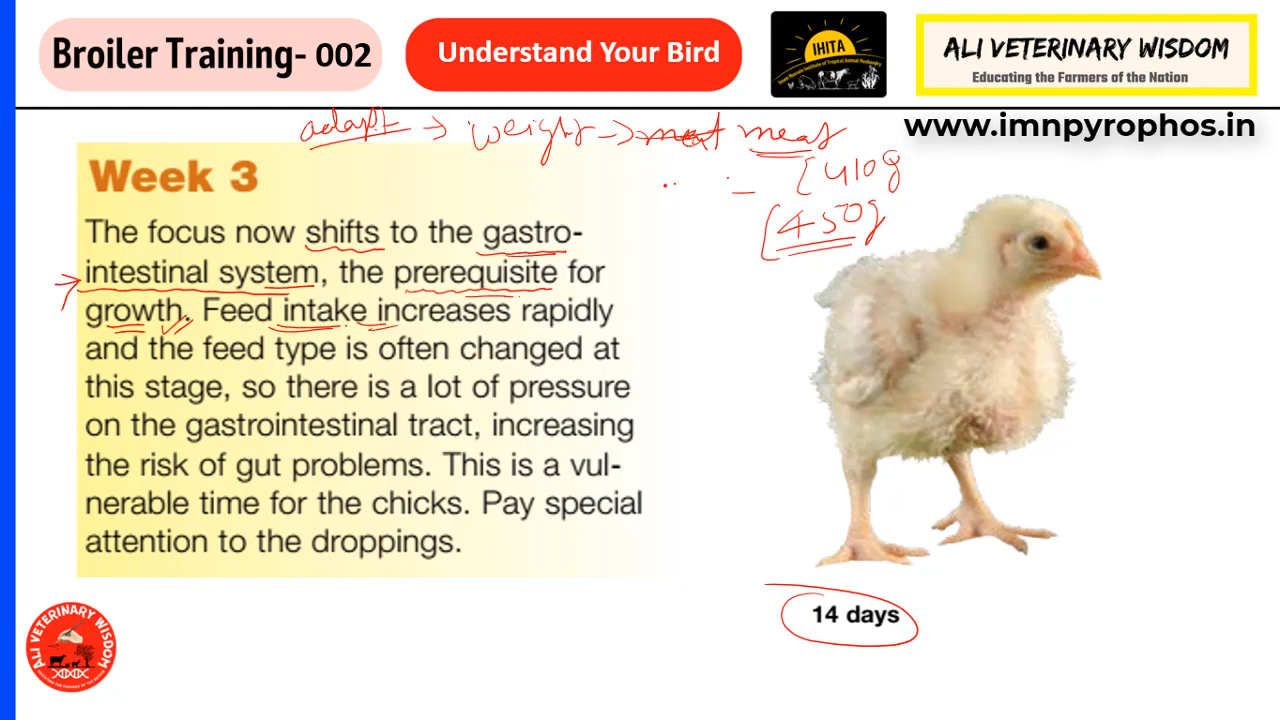 Broiler Training- 002
Understand Your Bird
IHITA
ALI VETERINARY WISDOM
Educating the Farmers of the Nation
www.imnpyrophos.in
adapt → weight → meat meat
410g
450g
Week 3
The focus now shifts to the gastro-
intestinal system, the prerequisite for
growth. Feed intake increases rapidly
and the feed type is often changed at
this stage, so there is a lot of pressure
on the gastrointestinal tract, increasing
the risk of gut problems. This is a vul-
nerable time for the chicks. Pay special
attention to the droppings.
14 days
ALI VETERINARY WISDOM